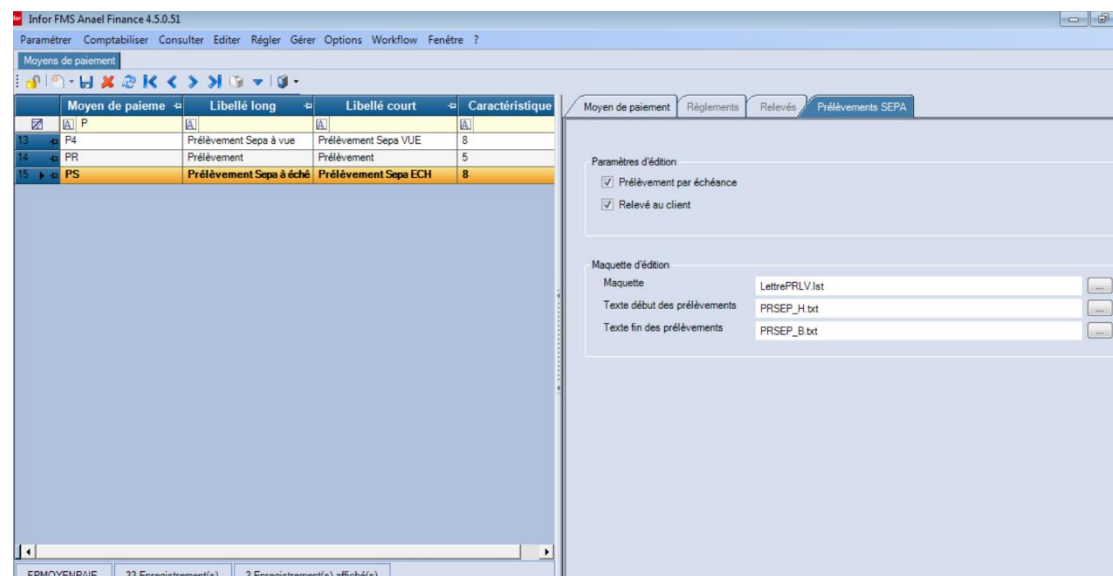 Infor FMS Anael Finance 4.5.0.51
Paramétrer Comptabiliser Consulter Editer Régler Gérer Options Workflow Fenêtre ?
Moyens de paiement
Moyen de paieme Libellé long Libellé court Caractéristique
A P A A A
13 P4 Prélèvement Sepa à vue Prélèvement Sepa VUE 8
14 PR Prélèvement Prélèvement 5
15 PS Prélèvement Sepa à éché Prélèvement Sepa ECH 8
EPMOYENPAIE 33 Enregistrement(s) 3 Enregistrement(s) affiché(s)
Moyen de paiement Règlements Relevés Prélèvements SEPA
Paramètres d'édition
Prélèvement par échéance
Relevé au client
Maquette d'édition
Maquette LettrePRLV.lst ...
Texte début des prélèvements PRSEP_H.txt ...
Texte fin des prélèvements PRSEP_B.txt ...